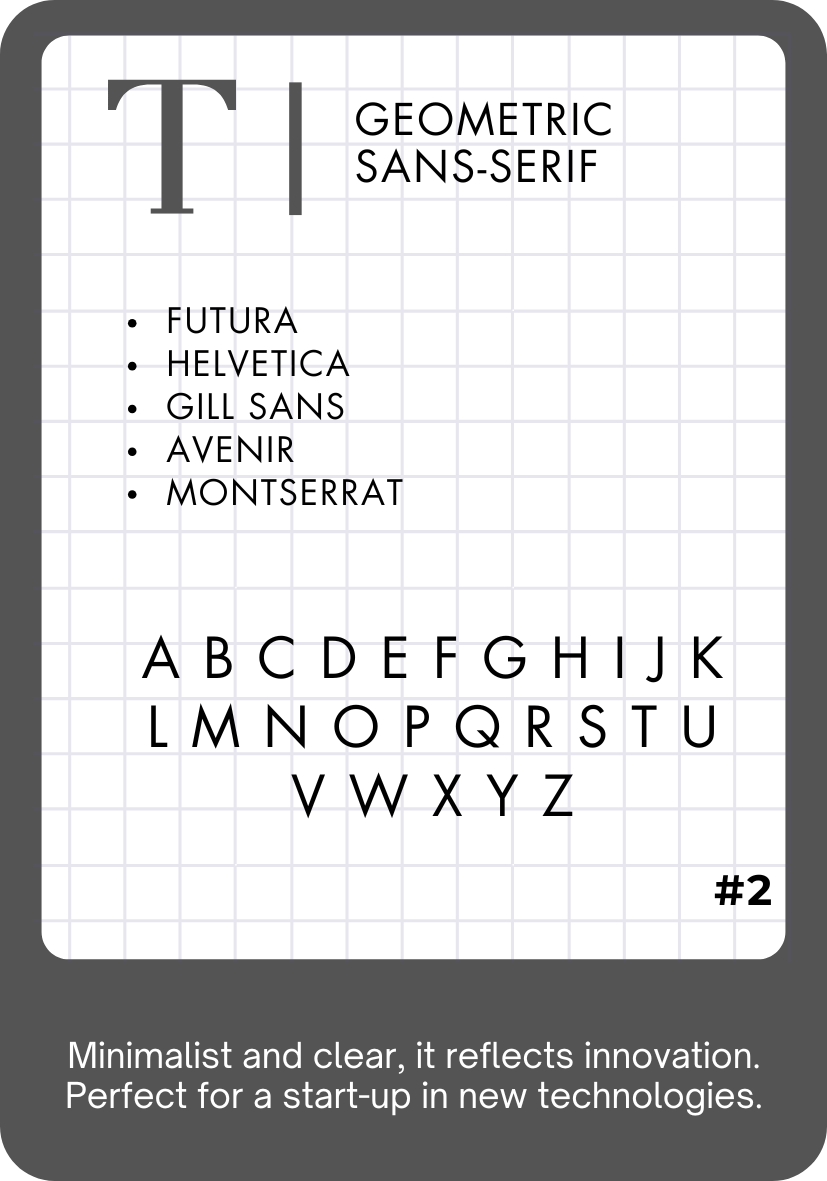 T | GEOMETRIC
SANS-SERIF
• FUTURA
• HELVETICA
• GILL SANS
• AVENIR
• MONTSERRAT
A B C D E F G H I J K
L M N O P Q R S T U
V W X Y Z
#2
Minimalist and clear, it reflects innovation.
Perfect for a start-up in new technologies.